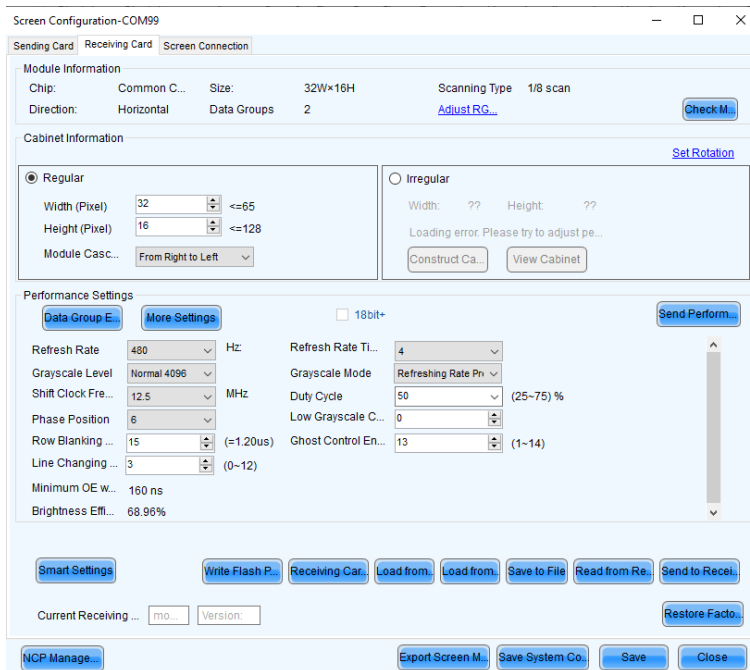 Screen Configuration-COM99
Sending Card Receiving Card Screen Connection
Module Information
Chip: Common C... Size: 32W×16H Scanning Type 1/8 scan
Direction: Horizontal Data Groups 2 Adjust RG... Check M...
Cabinet Information
Set Rotation
Regular Irregular
Width (Pixel) 32 <=65 Width: ?? Height: ??
Height (Pixel) 16 <=128 Loading error. Please try to adjust pe...
Module Casc... From Right to Left Construct Ca... View Cabinet
Performance Settings
Data Group E... More Settings 18bit+ Send Perform...
Refresh Rate 480 Hz: Refresh Rate Ti... 4
Grayscale Level Normal 4096 Grayscale Mode Refreshing Rate Pri
Shift Clock Fre... 12.5 MHz Duty Cycle 50 (25~75) %
Phase Position 6 Low Grayscale C... 0
Row Blanking ... 15 (=1.20us) Ghost Control En... 13 (1~14)
Line Changing ... 3 (0~12)
Minimum OE w... 160 ns
Brightness Effi... 68.96%
Smart Settings Write Flash P... Receiving Car... Load from... Load from... Save to File Read from Re... Send to Recei...
Current Receiving ... mo... Version: Restore Facto...
NCP Manage... Export Screen M... Save System Co... Save Close